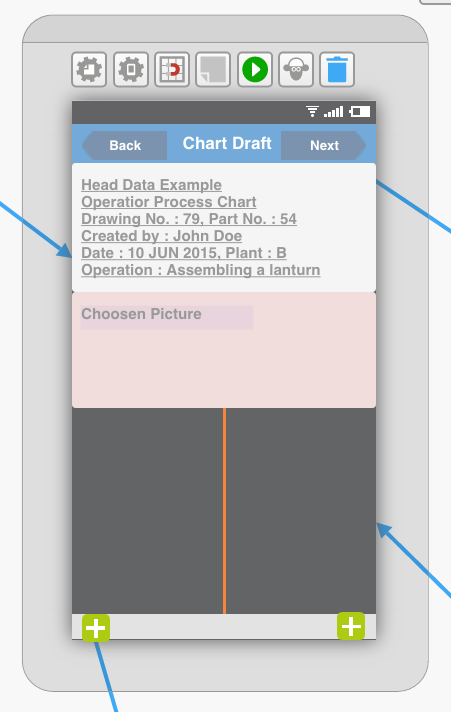 Back
Chart Draft
Next
Head Data Example
Operatior Process Chart
Drawing No. : 79, Part No. : 54
Created by : John Doe
Date : 10 JUN 2015, Plant : B
Operation : Assembling a lanturn
Choosen Picture